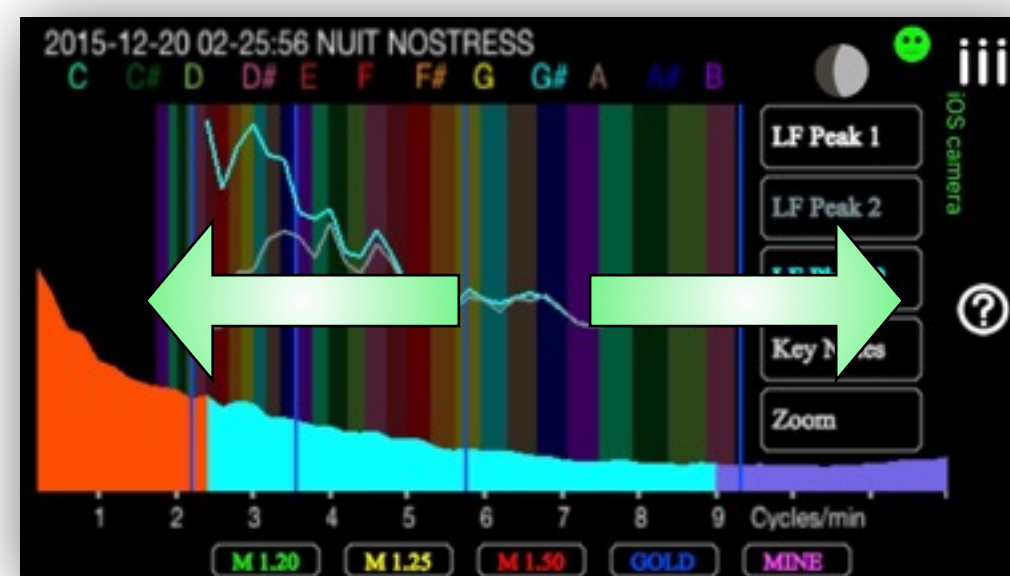 2015-12-20 02-25:56 NUIT NOSTRESS
iii
C C# D D# E F F# G G# A A# B
iOS camera
LF Peak 1
LF Peak 2
?
Zoom
1 2 3 4 5 6 7 8 9 Cycles/min
M 1.20 M 1.25 M 1.50 GOLD MINE